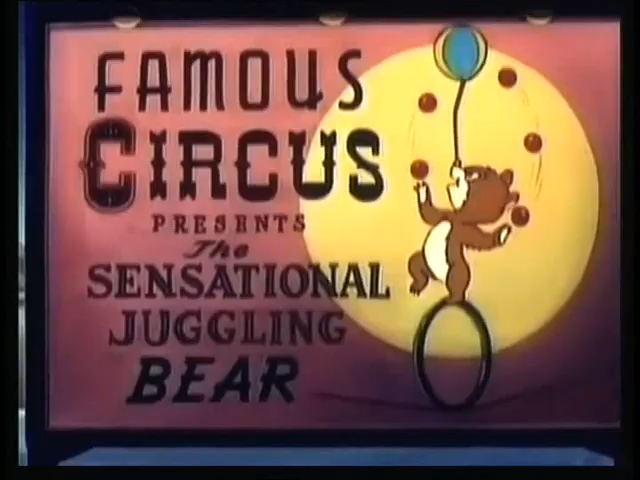 FAMOUS
CIRCUS
PRESENTS
The
SENSATIONAL
JUGGLING
BEAR